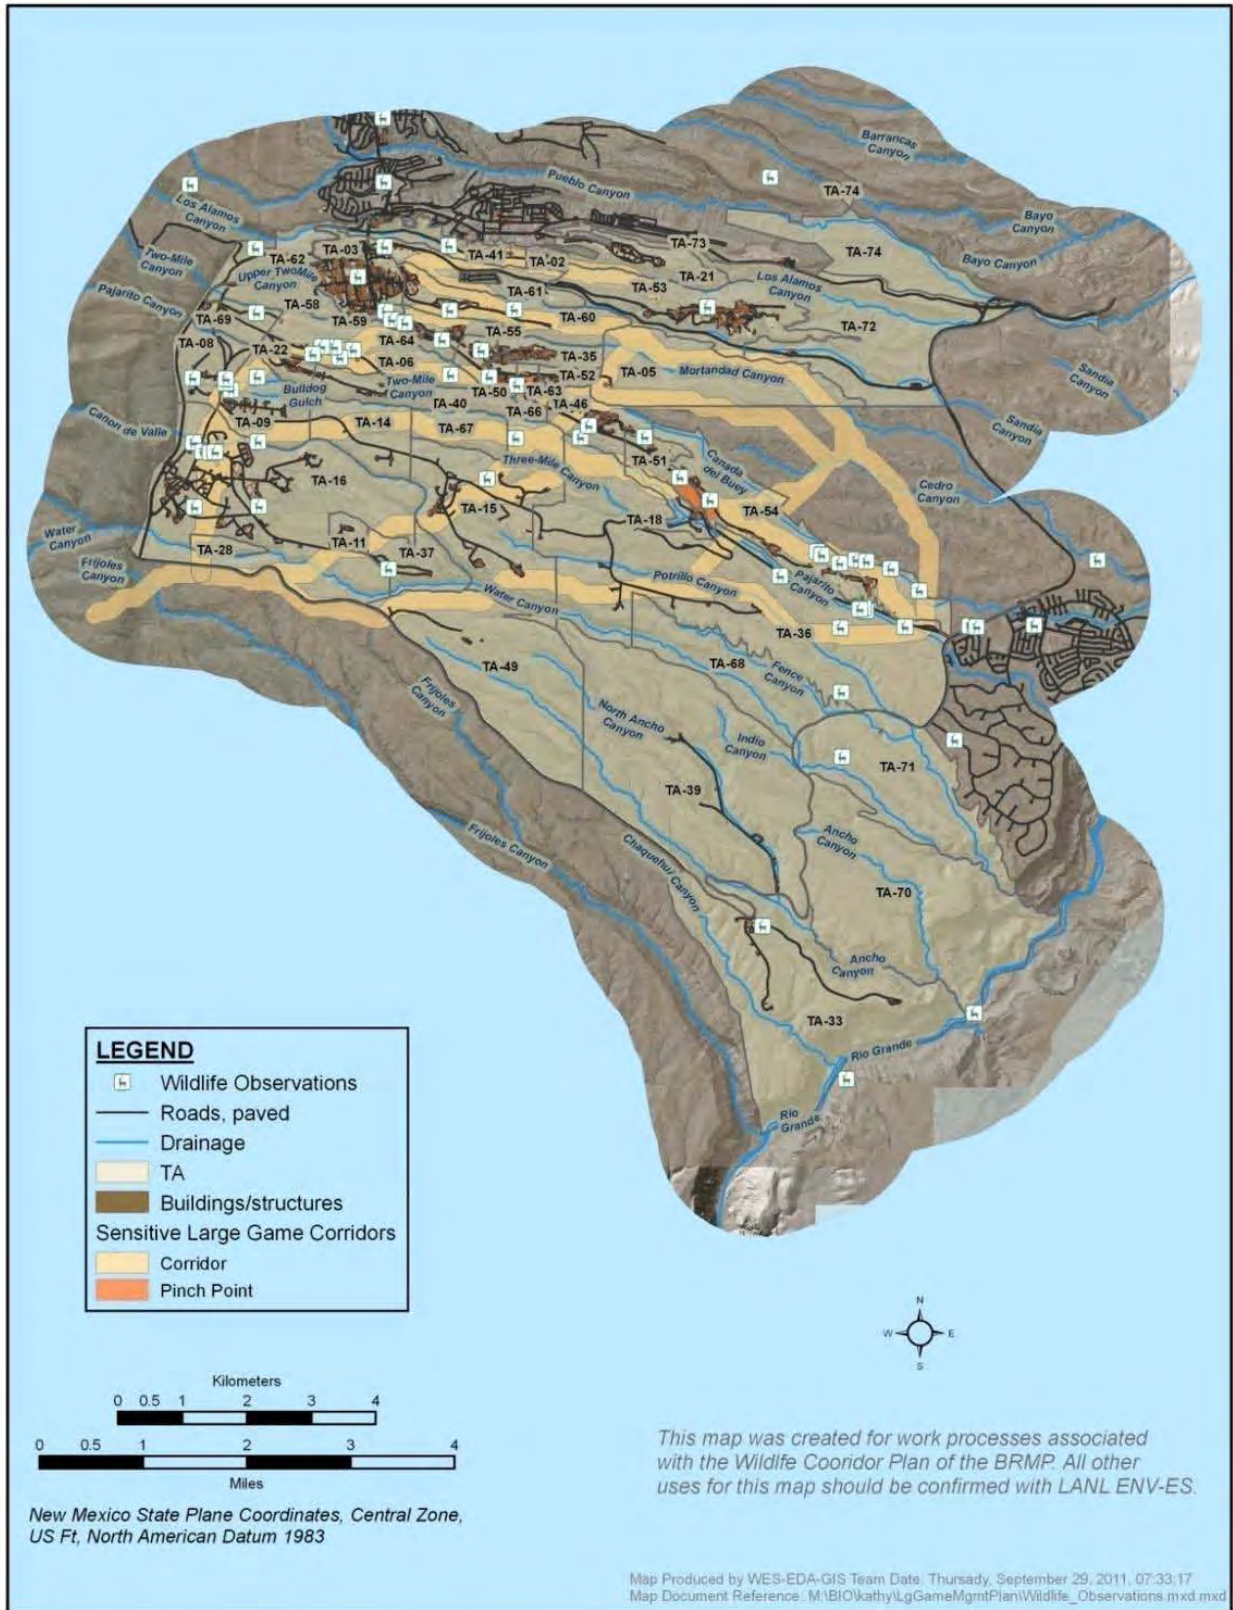 Barrancas
Canyon
Pueblo Canyon
TA-74
Los Alamos
Canyon
Bayo
Canyon
TA-73
TA-74
Bayo Canyon
Two-Mile
Canyon
TA-62
TA-03
TA-41
TA-02
Upper TwoMile
Canyon
TA-21
Los Alamos
Canyon
TA-53
Pajarito Canyon
TA-58
TA-61
TA-69
TA-59
TA-60
TA-72
TA-55
TA-08
TA-22
TA-64
TA-06
TA-35
TA-05
Mortandad Canyon
Sandia
Canyon
TA-52
Bulldog
Gulch
Two-Mile
Canyon
TA-50
TA-63
TA-40
TA-66
TA-46
Canon de Valle
TA-09
TA-14
TA-67
Sandia
Canyon
Three-Mile Canyon
TA-51
Canada
del Buey
TA-16
Cedro
Canyon
TA-15
TA-54
TA-18
Water
Canyon
TA-11
TA-28
TA-37
Frijoles
Canyon
Potrillo Canyon
Pajarito
Canyon
Water Canyon
TA-36
TA-49
TA-68
Fence
Canyon
Frijoles
Canyon
North Ancho
Canyon
Indio
Canyon
TA-71
TA-39
Frijoles Canyon
Chaquehui Canyon
Ancho
Canyon
TA-70
Ancho
Canyon
TA-33
Rio Grande
Rio
Grande
LEGEND
Wildlife Observations
Roads, paved
Drainage
TA
Buildings/structures
Sensitive Large Game Corridors
Corridor
Pinch Point
N
W E
S
Kilometers
0 0.5 1 2 3 4
0 0.5 1 2 3 4
Miles
New Mexico State Plane Coordinates, Central Zone,
US Ft, North American Datum 1983
This map was created for work processes associated
with the Wildlfe Cooridor Plan of the BRMP. All other
uses for this map should be confirmed with LANL ENV-ES.
Map Produced by WES-EDA-GIS Team Date: Thursday, September 29, 2011, 07:33:17
Map Document Reference: M:\BIO\kathy\LgGameMgmtPlan\Wildlife_Observations.mxd.mxd